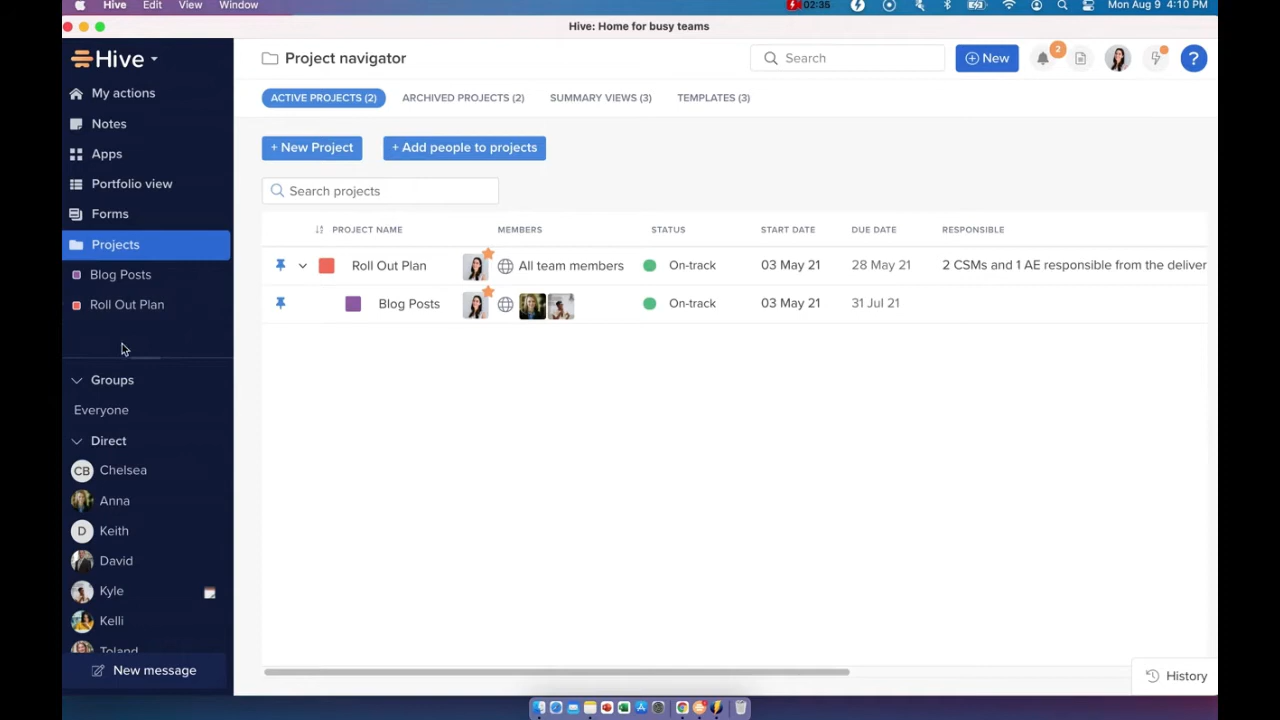 Hive Edit View Window 02:35 Mon Aug 9 4:10 PM
Hive: Home for busy teams
Hive
Project navigator
Search
New
2
?
My actions
Notes
Apps
Portfolio view
Forms
Projects
Blog Posts
Roll Out Plan
Groups
Everyone
Direct
CB Chelsea
Anna
D Keith
David
Kyle
Kelli
Toland
New message
ACTIVE PROJECTS (2) ARCHIVED PROJECTS (2) SUMMARY VIEWS (3) TEMPLATES (3)
+ New Project + Add people to projects
Search projects
PROJECT NAME MEMBERS STATUS START DATE DUE DATE RESPONSIBLE
Roll Out Plan All team members On-track 03 May 21 28 May 21 2 CSMs and 1 AE responsible from the deliver
Blog Posts On-track 03 May 21 31 Jul 21
History